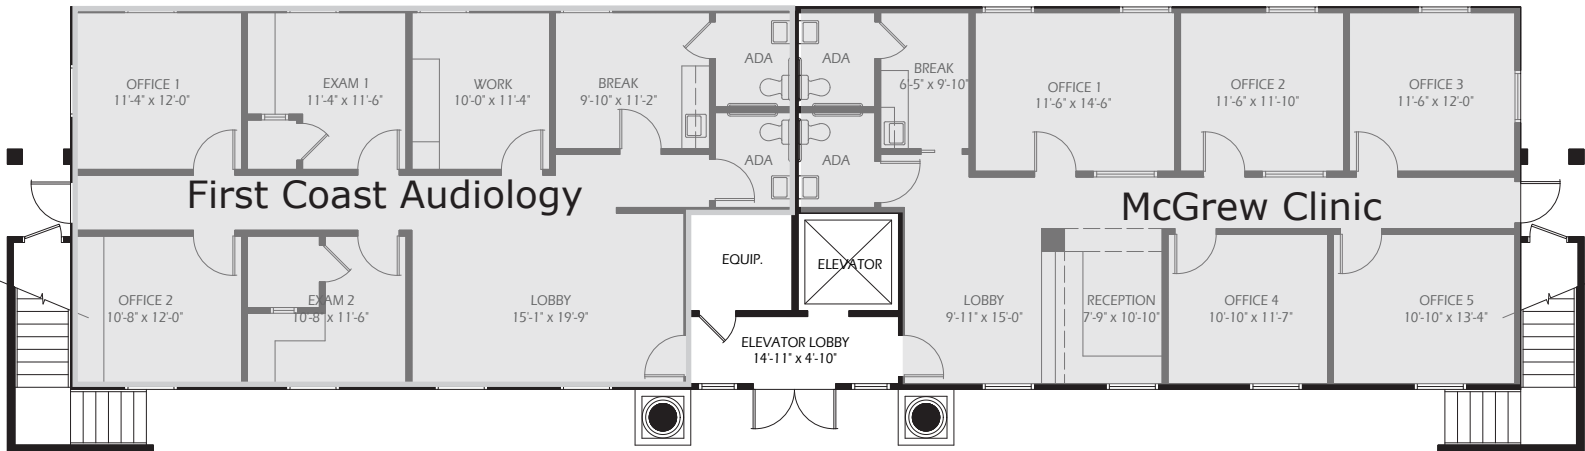 OFFICE 1
11'-4" x 12'-0"
EXAM 1
11'-4" x 11'-6"
WORK
10'-0" x 11'-4"
BREAK
9'-10" x 11'-2"
ADA
ADA
BREAK
6'-5" x 9'-10"
OFFICE 1
11'-6" x 14'-6"
OFFICE 2
11'-6" x 11'-10"
OFFICE 3
11'-6" x 12'-0"
ADA
ADA
First Coast Audiology
McGrew Clinic
EQUIP.
ELEVATOR
OFFICE 2
10'-8" x 12'-0"
EXAM 2
10'-8" x 11'-6"
LOBBY
15'-1" x 19'-9"
LOBBY
9'-11" x 15'-0"
RECEPTION
7'-9" x 10'-10"
OFFICE 4
10'-10" x 11'-7"
OFFICE 5
10'-10" x 13'-4"
ELEVATOR LOBBY
14'-11" x 4'-10"